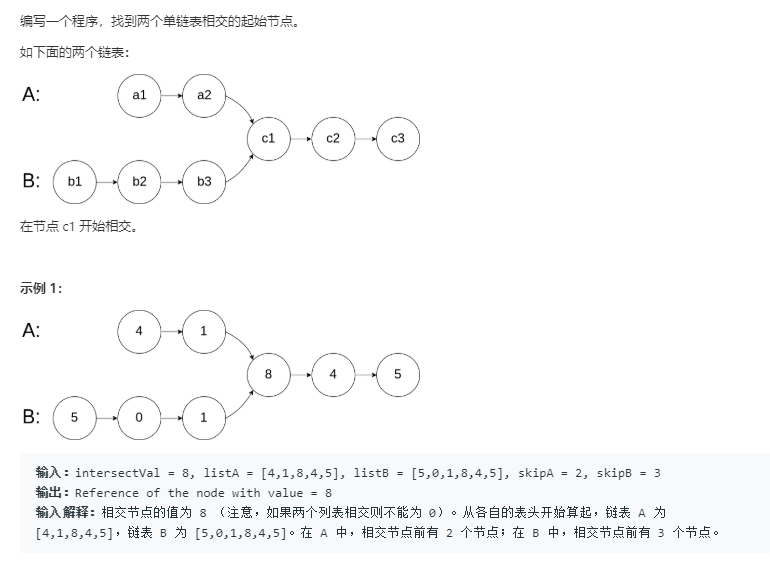 编写一个程序，找到两个单链表相交的起始节点。
如下面的两个链表：
A: a1 a2
c1 c2 c3
B: b1 b2 b3
在节点 c1 开始相交。
示例 1：
A: 4 1
8 4 5
B: 5 0 1
输入：intersectVal = 8, listA = [4,1,8,4,5], listB = [5,0,1,8,4,5], skipA = 2, skipB = 3
输出：Reference of the node with value = 8
输入解释：相交节点的值为 8 （注意，如果两个列表相交则不能为 0）。从各自的表头开始算起，链表 A 为
[4,1,8,4,5]，链表 B 为 [5,0,1,8,4,5]。在 A 中，相交节点前有 2 个节点；在 B 中，相交节点前有 3 个节点。